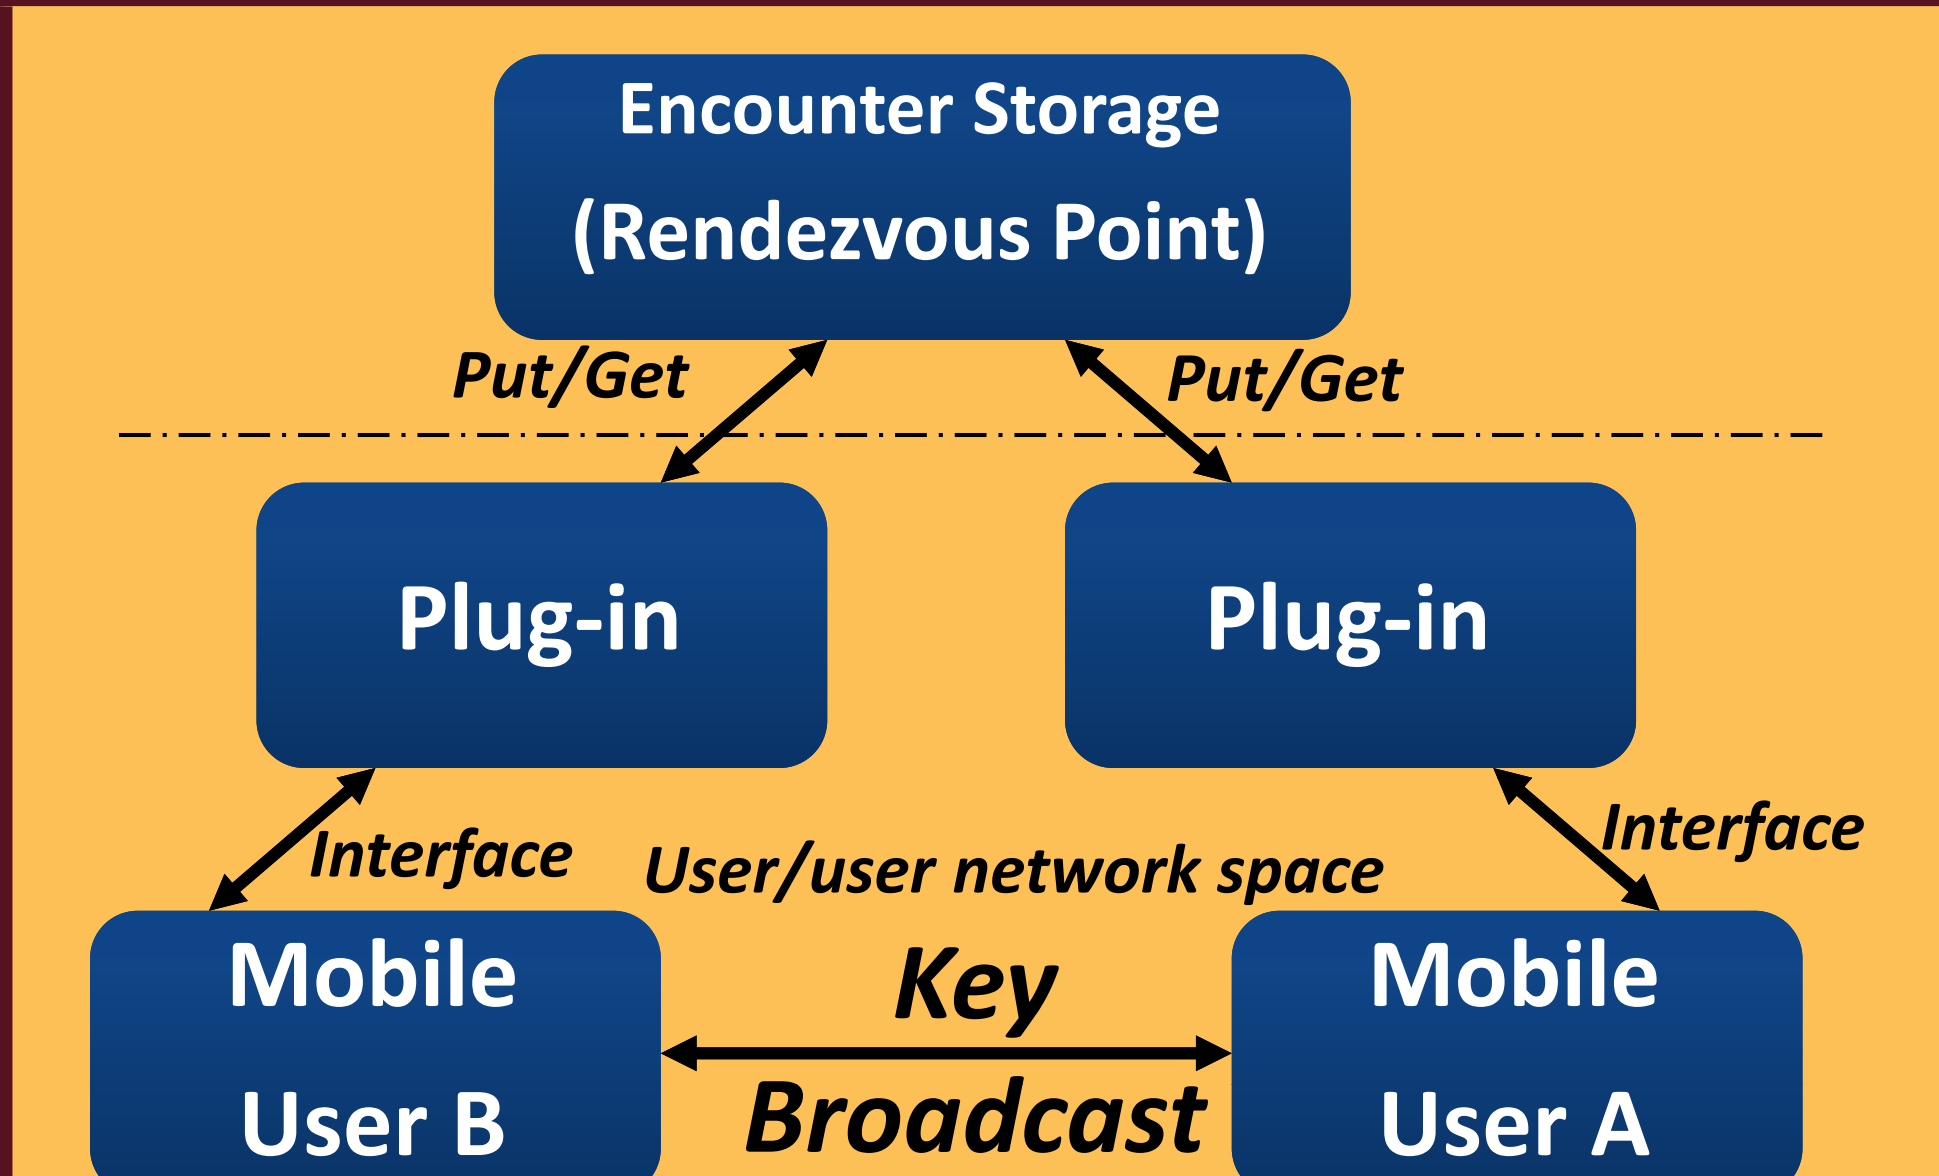 Encounter Storage
(Rendezvous Point)
Put/Get
Put/Get
Plug-in
Plug-in
Interface
Interface
User/user network space
Mobile
User B
Key
Broadcast
Mobile
User A